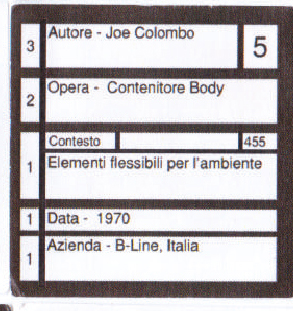 3 Autore - Joe Colombo 5
2 Opera - Contenitore Body
Contesto 455
1 Elementi flessibili per l'ambiente
1 Data - 1970
1 Azienda - B-Line, Italia